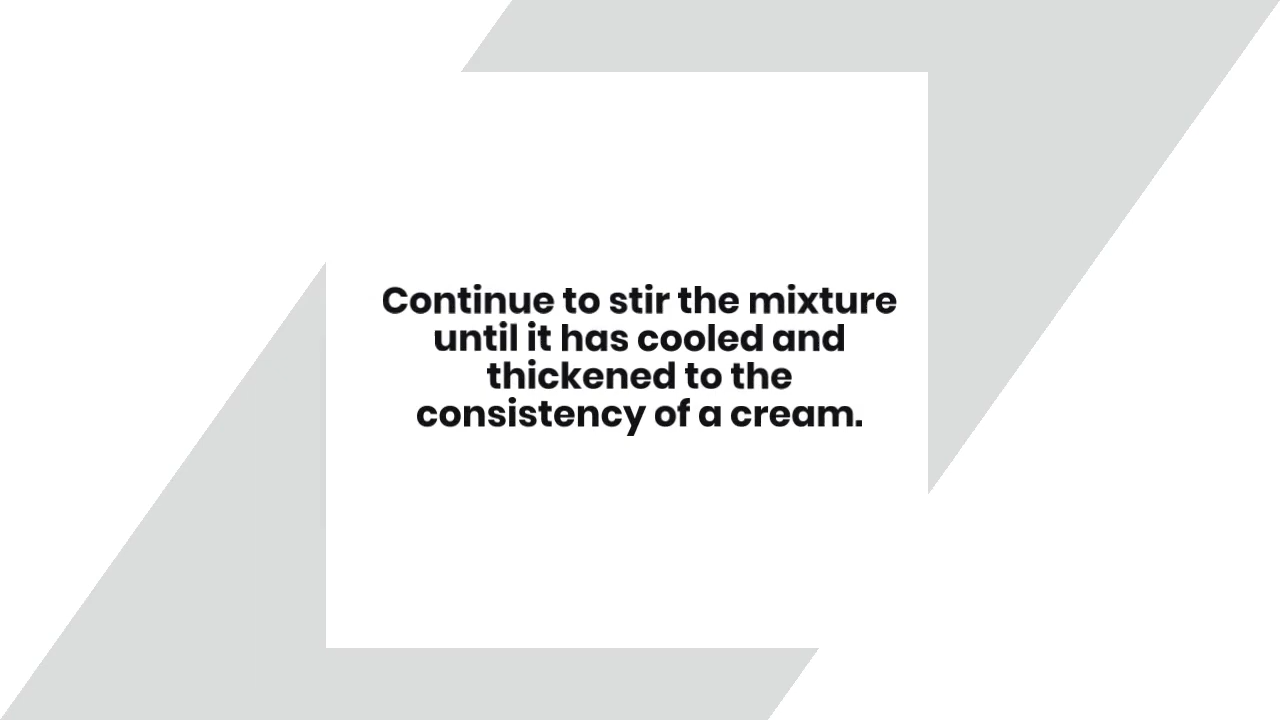 Continue to stir the mixture
until it has cooled and
thickened to the
consistency of a cream.